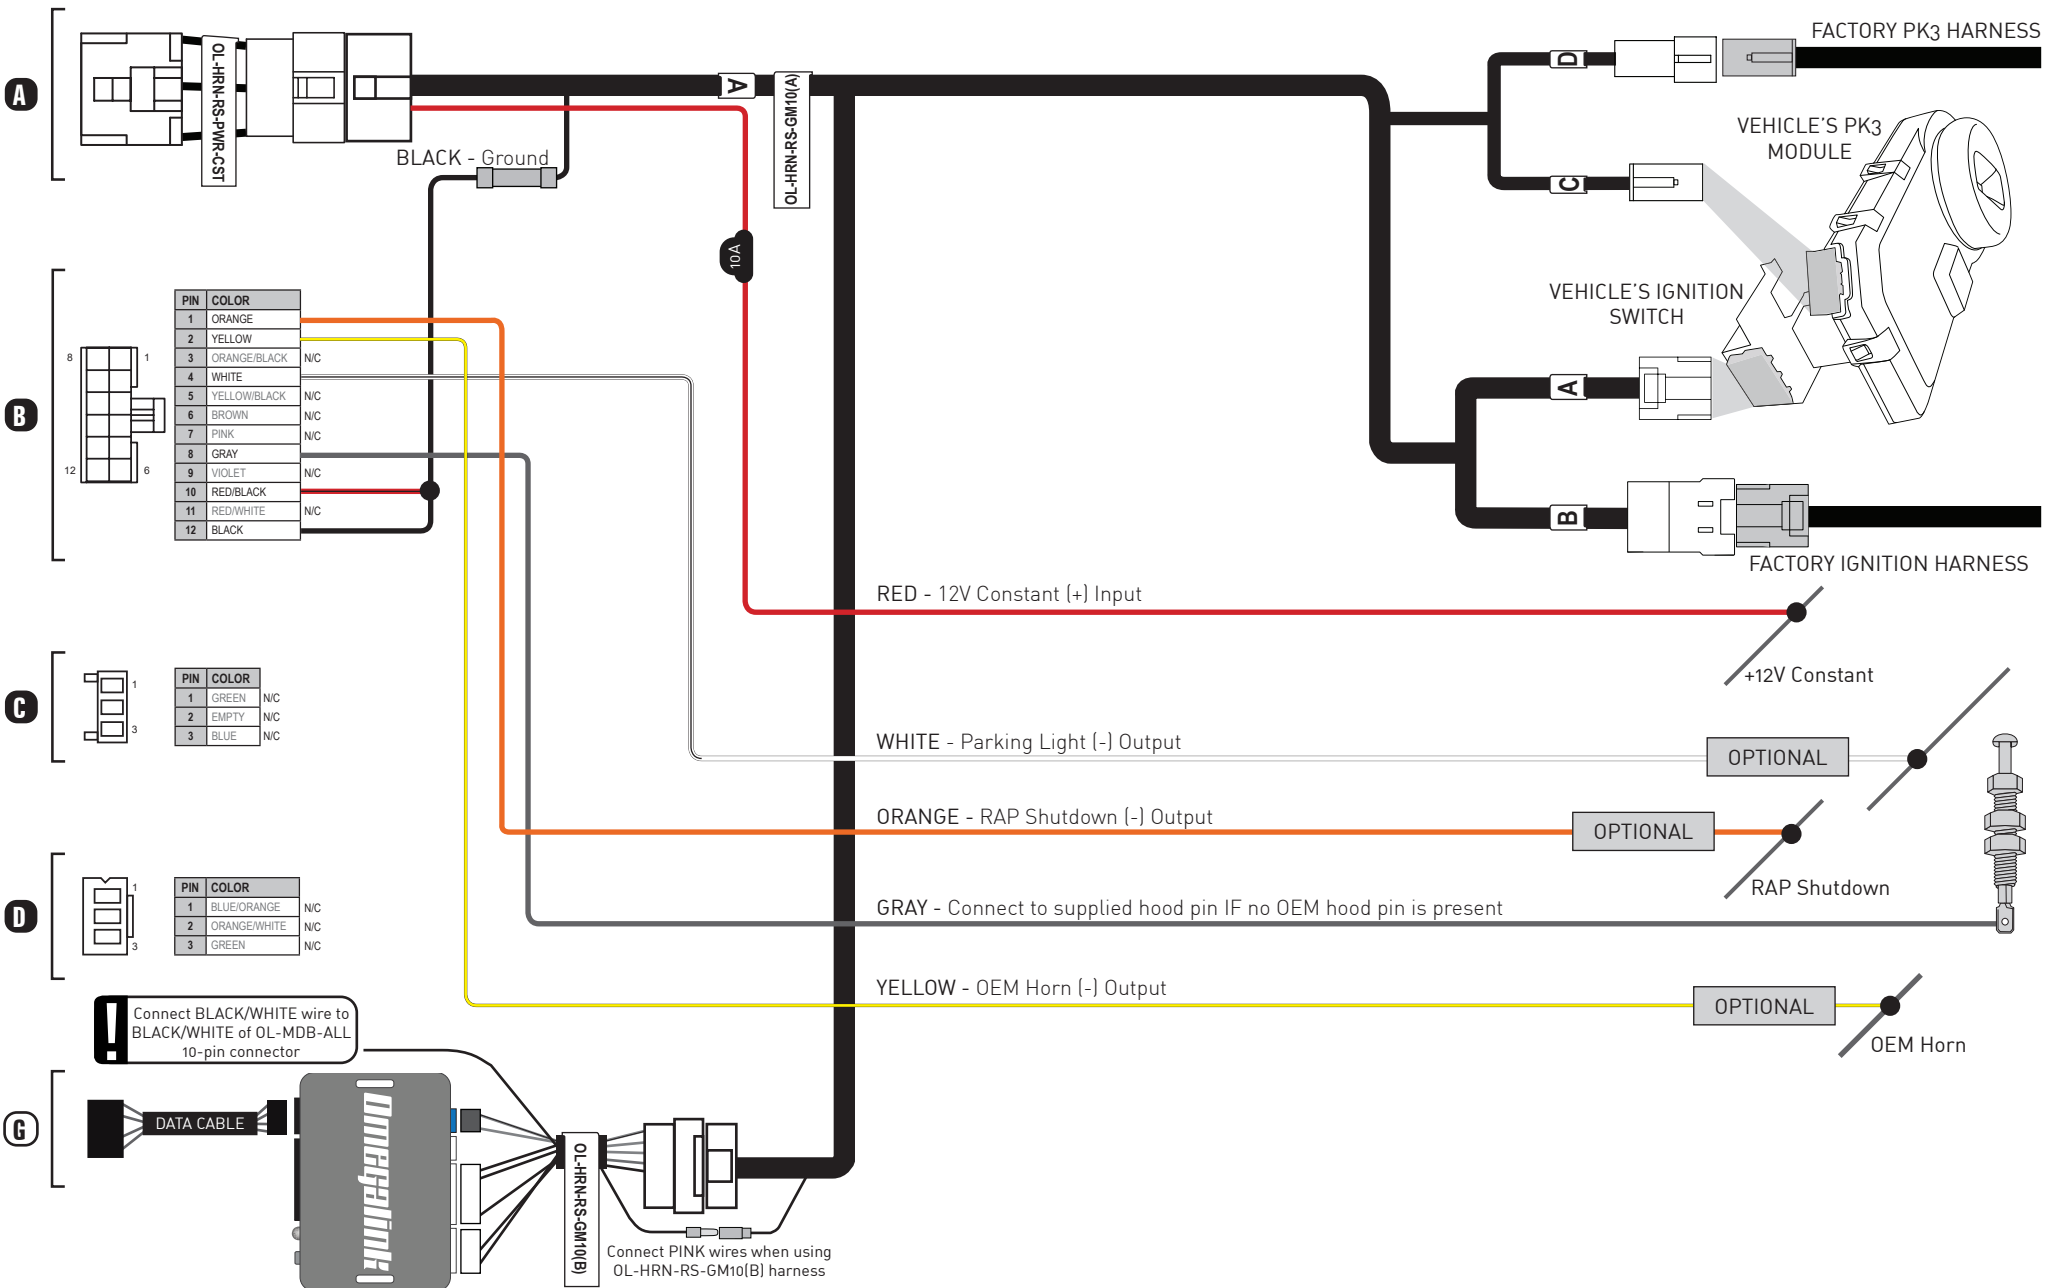 A
OL-HRN-RS-PWR-CST
A
OL-HRN-RS-GM10(A)
BLACK - Ground
10A
D
FACTORY PK3 HARNESS
C
VEHICLE'S PK3
MODULE
VEHICLE'S IGNITION
SWITCH
A
B
FACTORY IGNITION HARNESS
B
8 1
12 6
PIN COLOR
1 ORANGE
2 YELLOW
3 ORANGE/BLACK N/C
4 WHITE
5 YELLOW/BLACK N/C
6 BROWN N/C
7 PINK N/C
8 GRAY
9 VIOLET N/C
10 RED/BLACK
11 RED/WHITE N/C
12 BLACK
RED - 12V Constant (+) Input
+12V Constant
C
1
3
PIN COLOR
1 GREEN N/C
2 EMPTY N/C
3 BLUE N/C
WHITE - Parking Light (-) Output
OPTIONAL
ORANGE - RAP Shutdown (-) Output
OPTIONAL
RAP Shutdown
D
1
3
PIN COLOR
1 BLUE/ORANGE N/C
2 ORANGE/WHITE N/C
3 GREEN N/C
GRAY - Connect to supplied hood pin IF no OEM hood pin is present
YELLOW - OEM Horn (-) Output
OPTIONAL
OEM Horn
!
Connect BLACK/WHITE wire to
BLACK/WHITE of OL-MDB-ALL
10-pin connector
G
DATA CABLE
Omegalink
OL-HRN-RS-GM10(B)
Connect PINK wires when using
OL-HRN-RS-GM10(B) harness